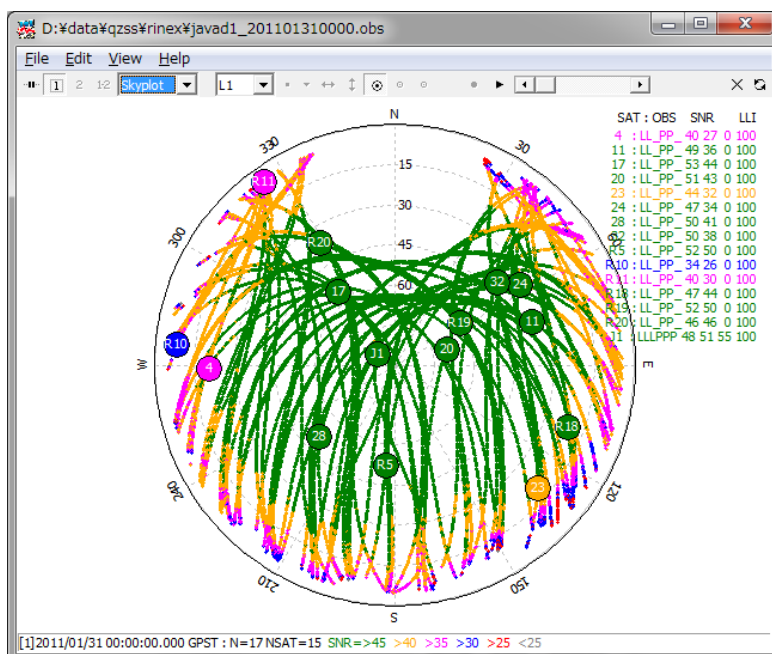 D:¥data¥qzss¥rinex¥javad1_201101310000.obs
File Edit View Help
1 2 1-2 Skyplot L1
N
330
30
15
30
45
60
300
60
W
E
240
120
210
150
S
R11
R20
17
32
24
R19
11
R10
4
J1
20
28
R5
R18
23
SAT : OBS SNR LLI
4 : LL_PP_ 40 27 0 100
11 : LL_PP_ 49 36 0 100
17 : LL_PP_ 53 44 0 100
20 : LL_PP_ 51 43 0 100
23 : LL_PP_ 44 32 0 100
24 : LL_PP_ 47 34 0 100
28 : LL_PP_ 50 41 0 100
32 : LL_PP_ 50 38 0 100
R5 : LL_PP_ 52 50 0 100
R10 : LL_PP_ 34 26 0 100
R11 : LL_PP_ 40 30 0 100
R18 : LL_PP_ 47 44 0 100
R19 : LL_PP_ 52 50 0 100
R20 : LL_PP_ 46 46 0 100
J1 : LLLPPP 48 51 55 100
[1]2011/01/31 00:00:00.000 GPST : N=17 NSAT=15 SNR=>45 >40 >35 >30 >25 <25